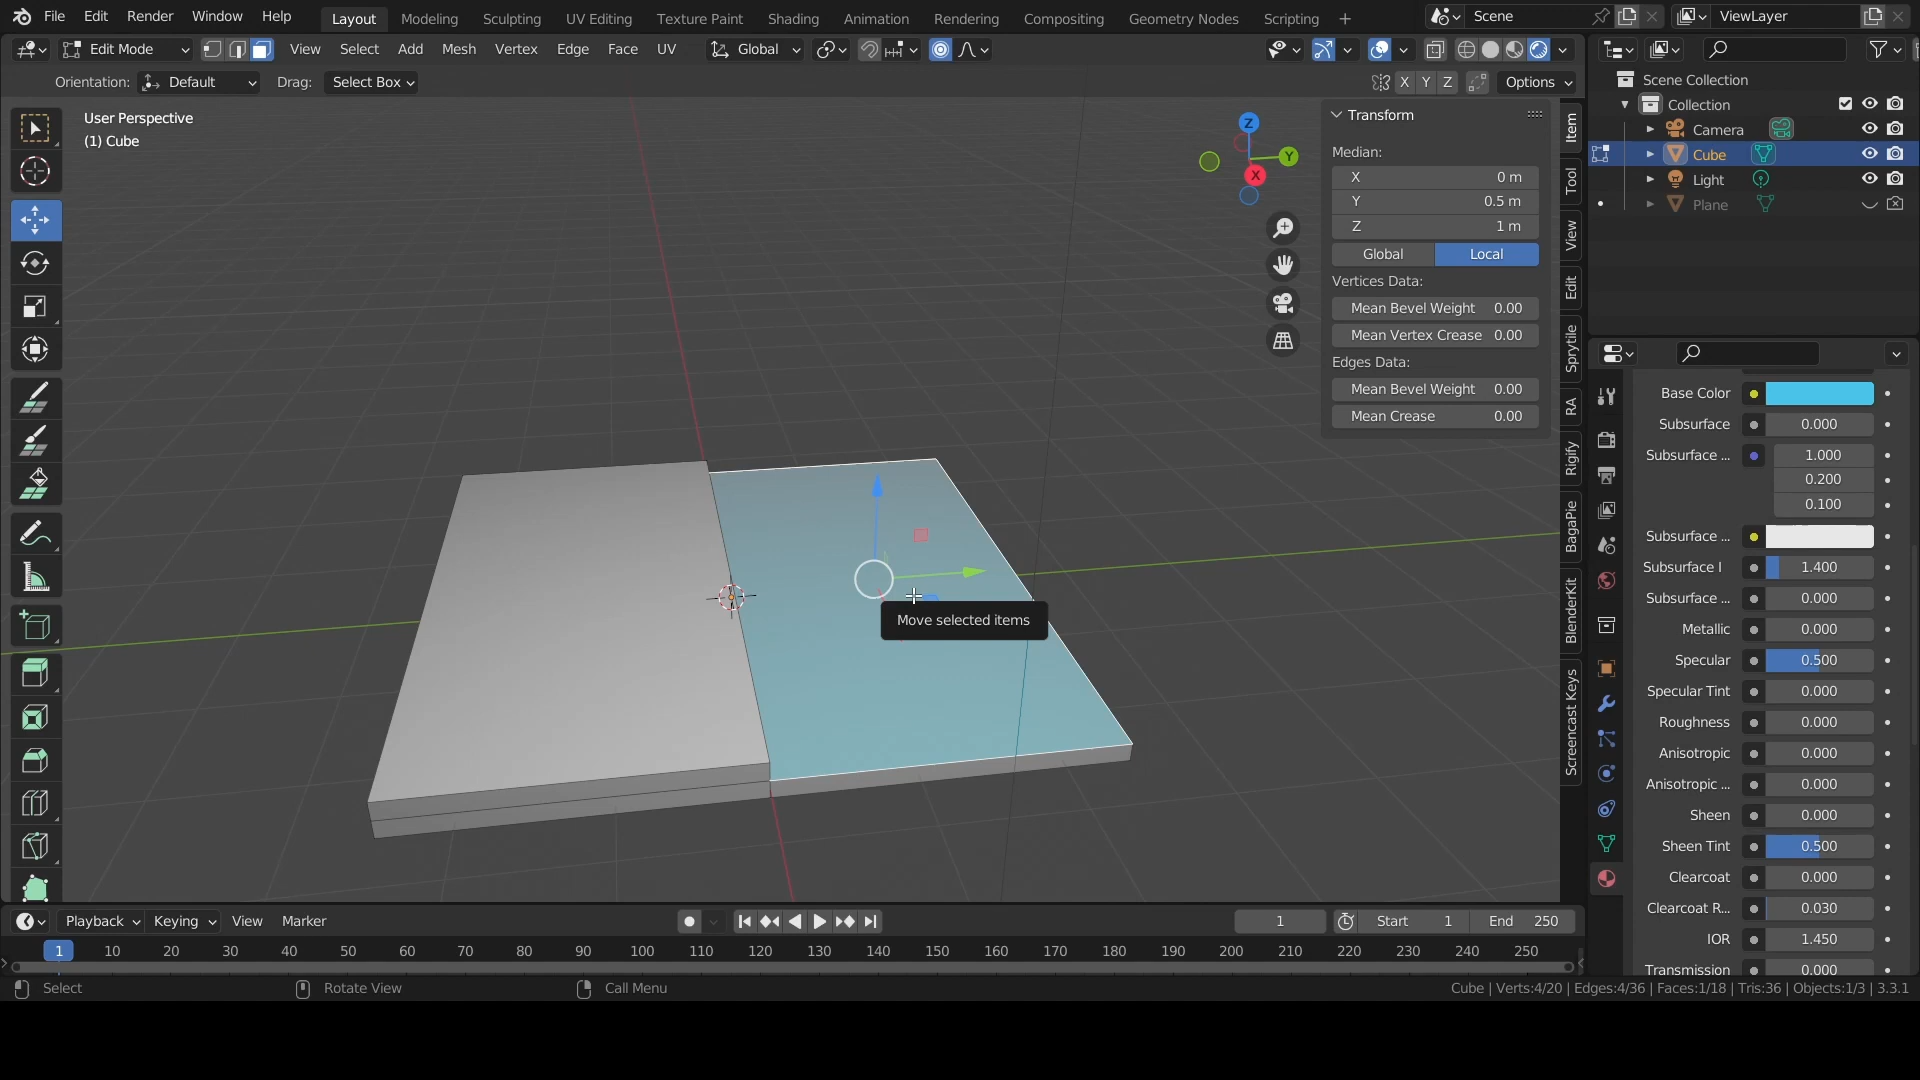 File Edit Render Window Help Layout Modeling Sculpting UV Editing Texture Paint Shading Animation Rendering Compositing Geometry Nodes Scripting + Scene ViewLayer
Edit Mode View Select Add Mesh Vertex Edge Face UV Global
Orientation: Default Drag: Select Box X Y Z Options
User Perspective
(1) Cube
Z
Y
X
Transform
Median:
X 0 m
Y 0.5 m
Z 1 m
Global Local
Vertices Data:
Mean Bevel Weight 0.00
Mean Vertex Crease 0.00
Edges Data:
Mean Bevel Weight 0.00
Mean Crease 0.00
Item
Tool
View
Edit
Sprytile
RA
Rigify
BagaPie
BlenderKit
Screencast Keys
Move selected items
Scene Collection
Collection
Camera
Cube
Light
Plane
Base Color
Subsurface 0.000
Subsurface ... 1.000
0.200
0.100
Subsurface ...
Subsurface I 1.400
Subsurface ... 0.000
Metallic 0.000
Specular 0.500
Specular Tint 0.000
Roughness 0.000
Anisotropic 0.000
Anisotropic ... 0.000
Sheen 0.000
Sheen Tint 0.500
Clearcoat 0.000
Clearcoat R... 0.030
IOR 1.450
Transmission 0.000
Playback Keying View Marker 1 Start 1 End 250
1 10 20 30 40 50 60 70 80 90 100 110 120 130 140 150 160 170 180 190 200 210 220 230 240 250
Select Rotate View Call Menu Cube | Verts:4/20 | Edges:4/36 | Faces:1/18 | Tris:36 | Objects:1/3 | 3.3.1